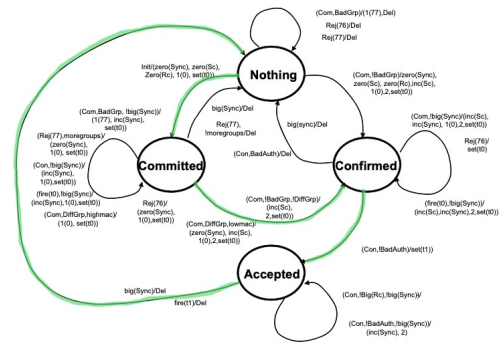 (Com,BadGrp)/(1(77),Del)
Rej(76)/Del
Rej(77)/Del
Init/(zero(Sync), zero(Sc),
Zero(Rc), 1(0), set(t0))
Nothing
(Com,!BadGrp)/zero(Sync),
zero(Sc), zero(Rc),inc(Sc),
1(0),2,set(t0))
(Com,BadGrp, !big(Sync))/
(1(77), inc(Sync),
set(t0))
big(Sync)/Del
Rej(77),
!moregroups/Del
big(sync)/Del
(Com,!big(Sync)/(inc(Sc),
inc(Sync), 1(0),2,set(t0))
(Rej(77),moregroups)/
(zero(Sync),
1(0), set(t0))
Rej(76)/
set(t0)
(Con,BadAuth)/Del
(Con,!big(Sync))/
(inc(Sync),
1(0),set(t0))
Committed
Confirmed
(fire(t0),!big(Sync)/
(inc(Sync),1(0),set(t0))
(Com,DiffGrp,highmac)/
(1(0), set(t0))
Rej(76)/
(zero(Sync),
1(0), set(t0))
(Com,!BadGrp,!DiffGrp)/
(inc(Sc),
2,set(t0))
(fire(t0),!big(Sync))/
(inc(Sc),inc(Sync),2,set(t0))
(Com,DiffGrp,lowmac)/
(zero(Sync), inc(Sc),
1(0),2,set(t0))
(Con,!BadAuth)/set(t1))
Accepted
big(Sync)/Del
fire(t1)/Del
(Con,!Big(Rc),!big(Sync))/
(Con,!BadAuth,!big(Sync))/
(inc(Sync), 2)